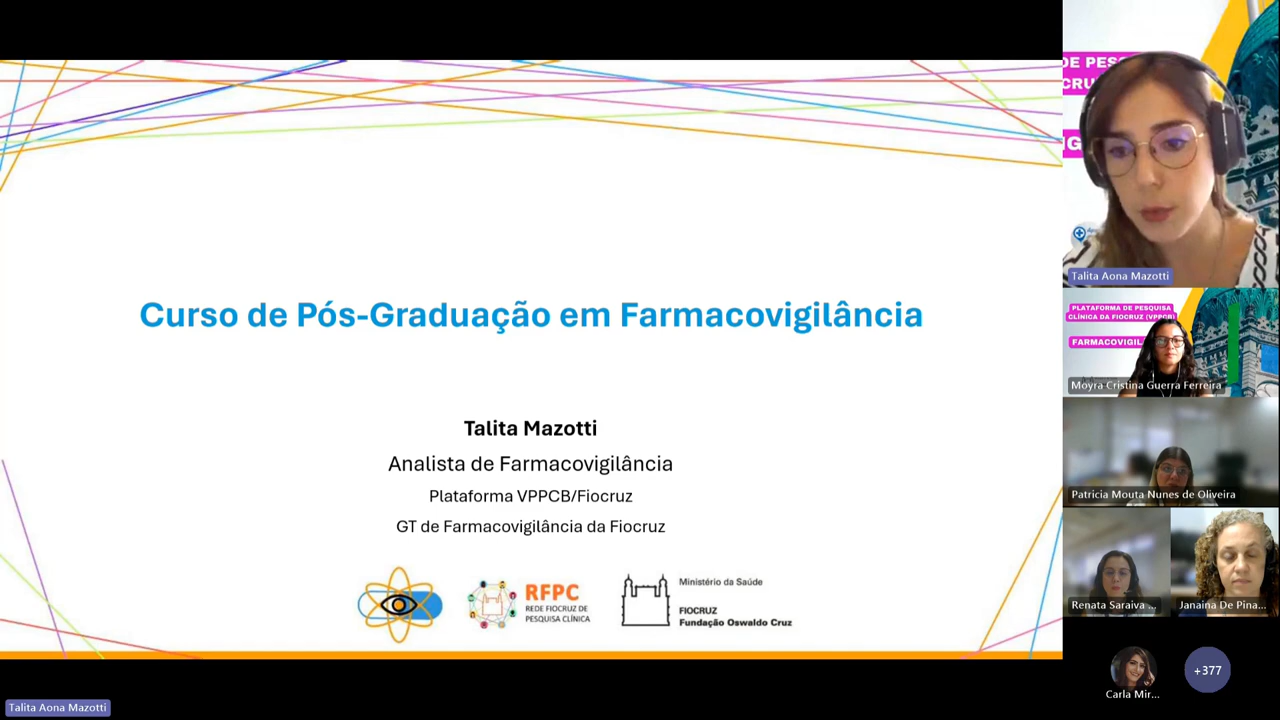 Curso de Pós-Graduação em Farmacovigilância
Talita Mazotti
Analista de Farmacovigilância
Plataforma VPPCB/Fiocruz
GT de Farmacovigilância da Fiocruz
RFPC
REDE FIOCRUZ DE
PESQUISA CLÍNICA
Ministério da Saúde
FIOCRUZ
Fundação Oswaldo Cruz
Talita Aona Mazotti
DE PES
CRU
Talita Aona Mazotti
PLATAFORMA DE PESQUISA
CLÍNICA DA FIOCRUZ (VPPCB)
FARMACOVIGIL
Moyra Cristina Guerra Ferreira
Patricia Mouta Nunes de Oliveira
Renata Saraiva ...
Janaina De Pina...
Carla Mir...
+377